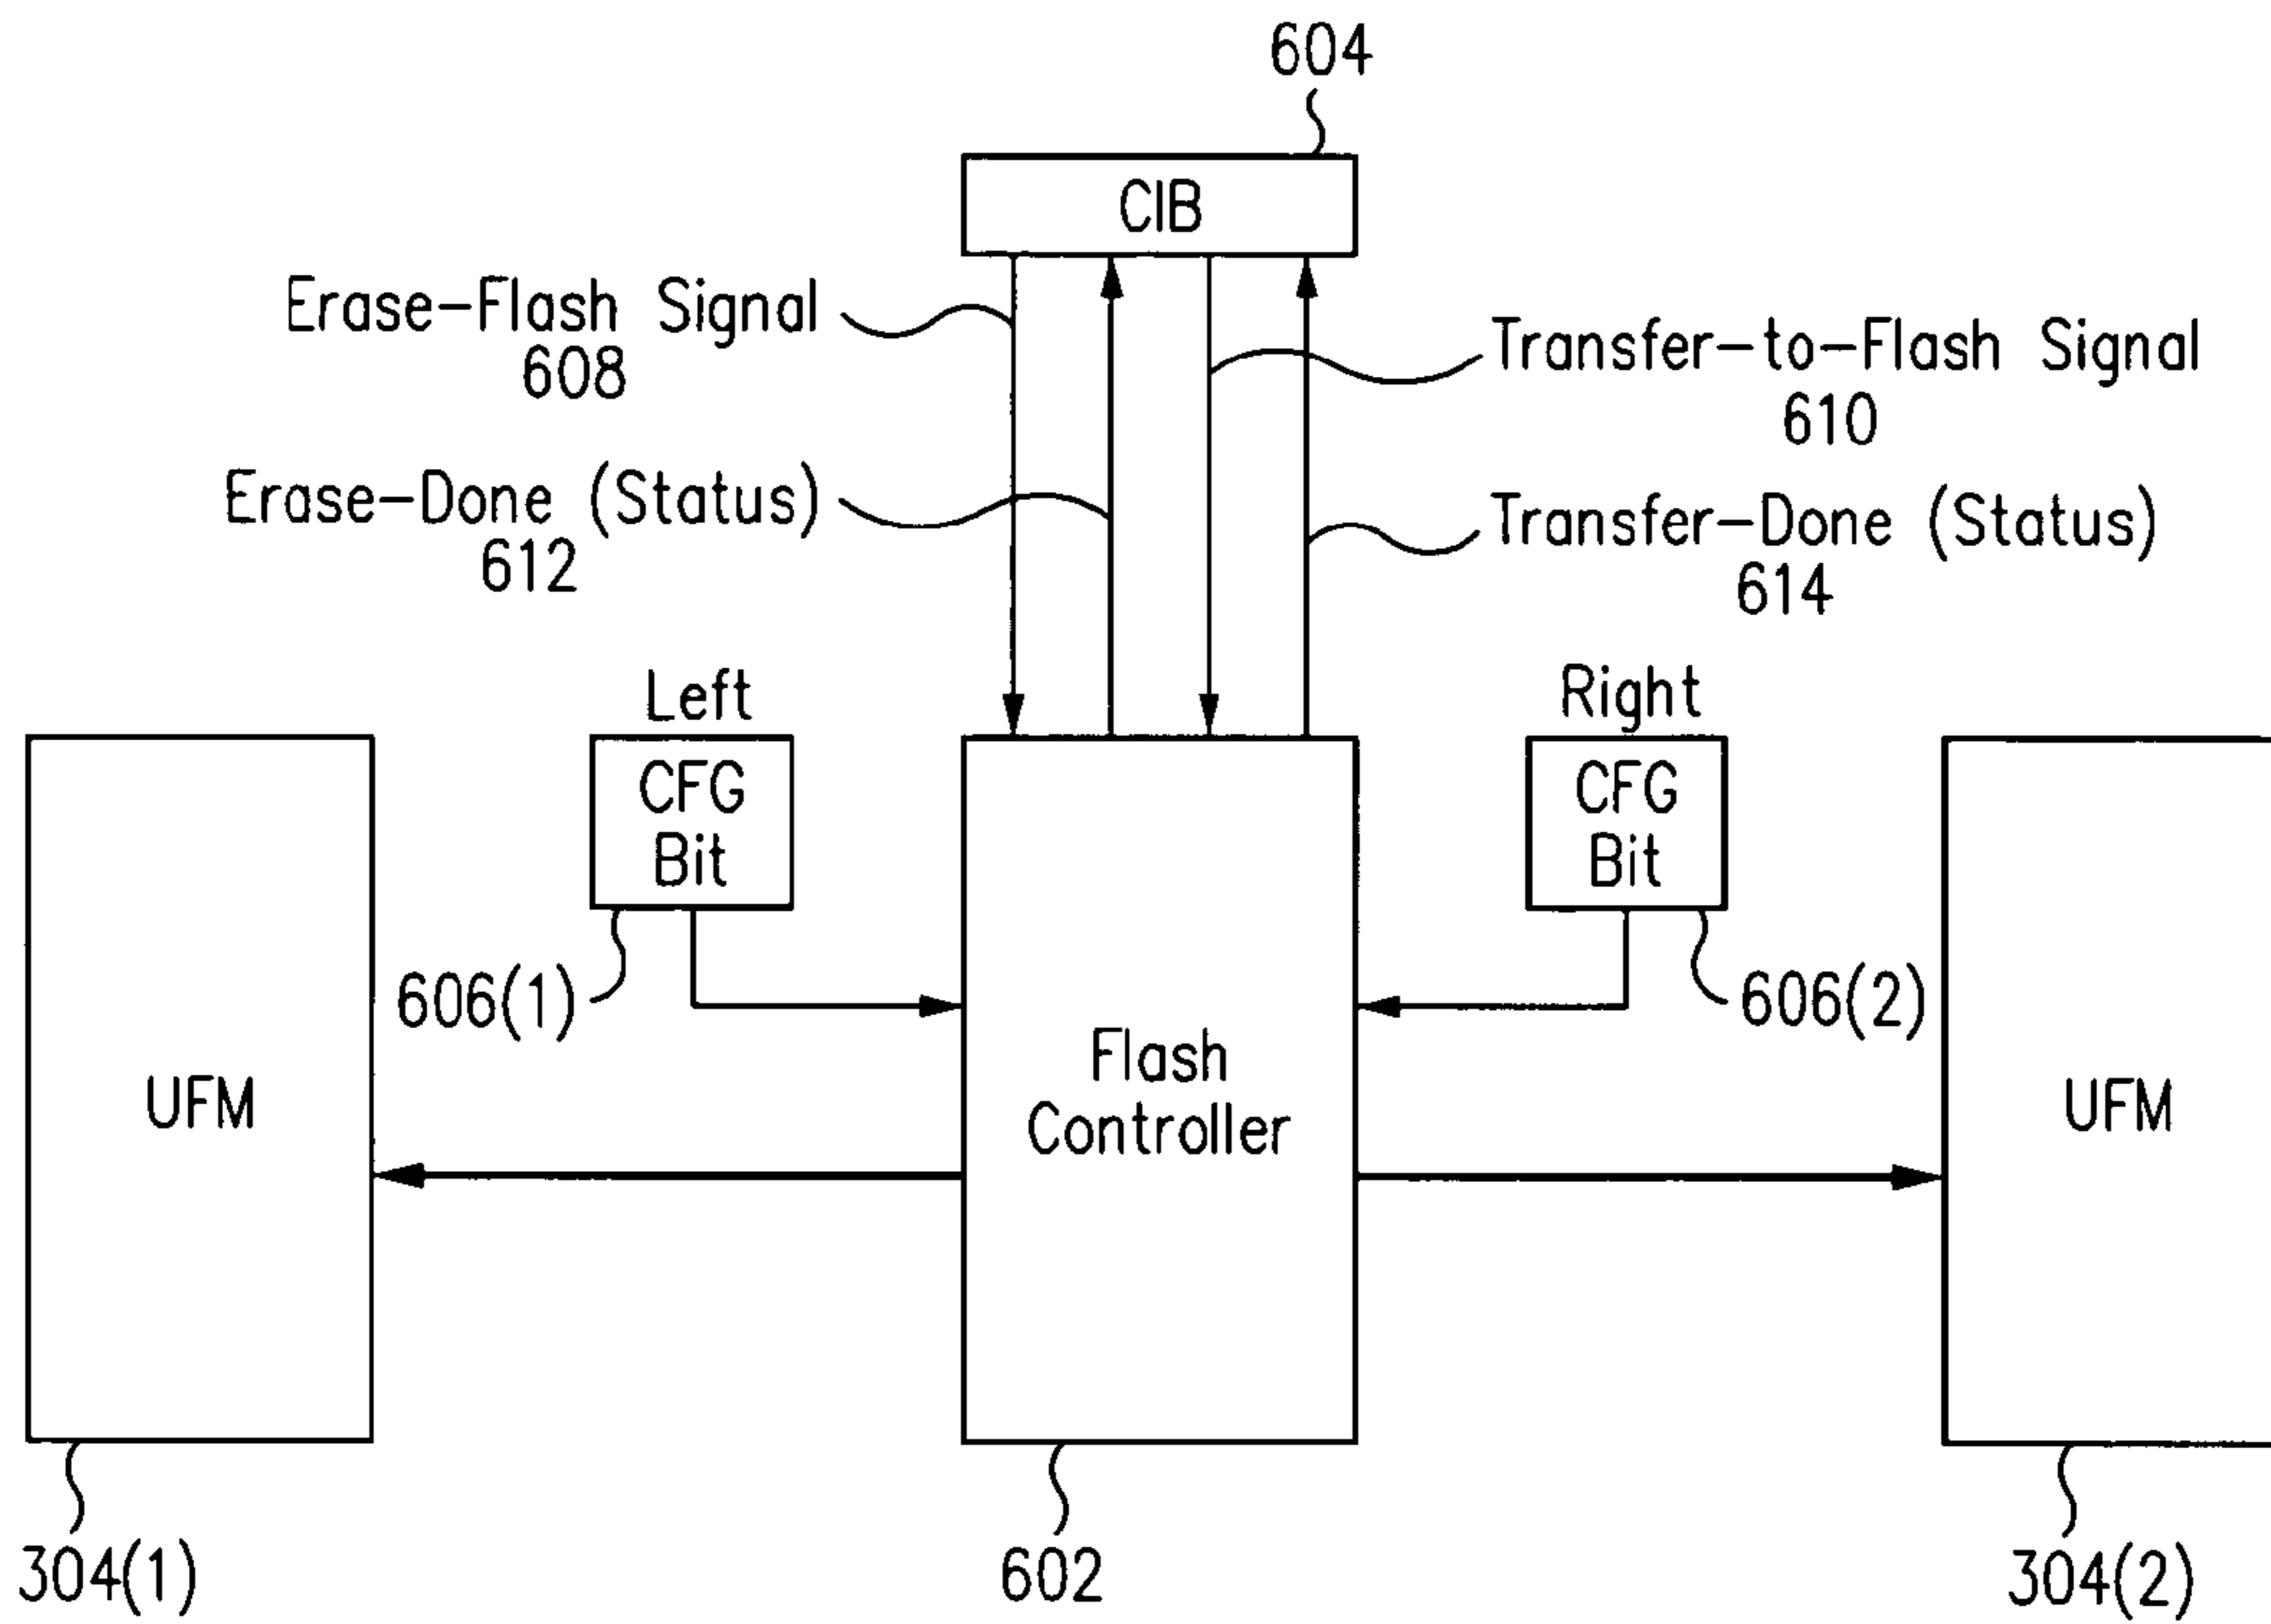 604
CIB
Erase-Flash Signal
608
Transfer-to-Flash Signal
610
Erase-Done (Status)
612
Transfer-Done (Status)
614
Left
Right
CFG
Bit
CFG
Bit
606(1)
606(2)
UFM
Flash
Controller
UFM
304(1)
602
304(2)